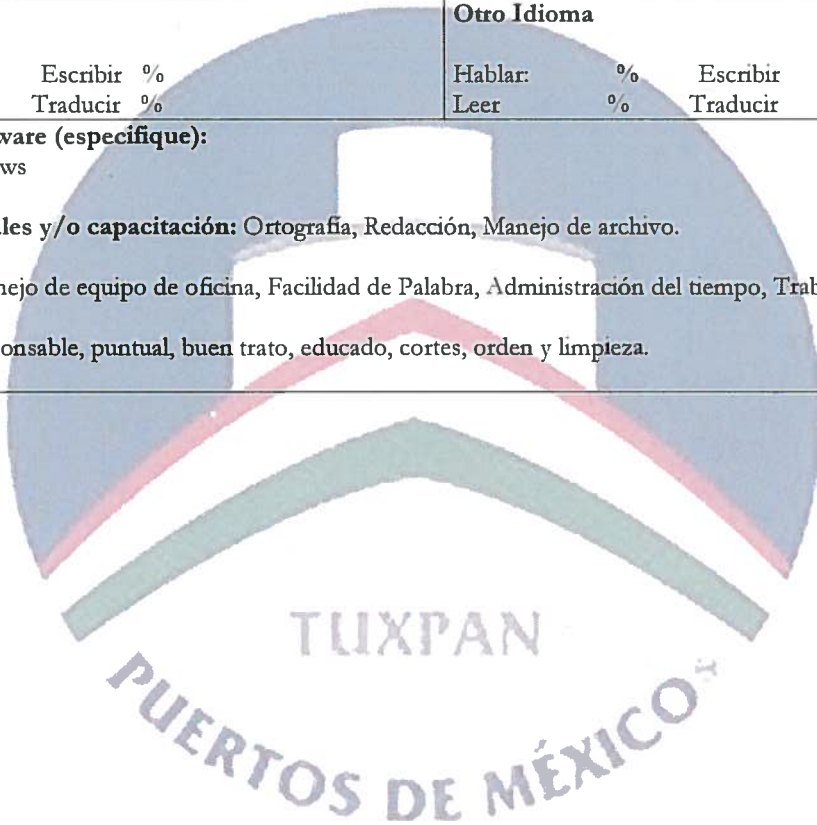 Otro Idioma
Escribir % Hablar: % Escribir
Traducir % Leer % Traducir
ware (especifique):
ws
les y/o capacitación: Ortografía, Redacción, Manejo de archivo.
nejo de equipo de oficina, Facilidad de Palabra, Administración del tiempo, Trab
onsable, puntual, buen trato, educado, cortes, orden y limpieza.
TUXPAN
PUERTOS DE MÉXICO